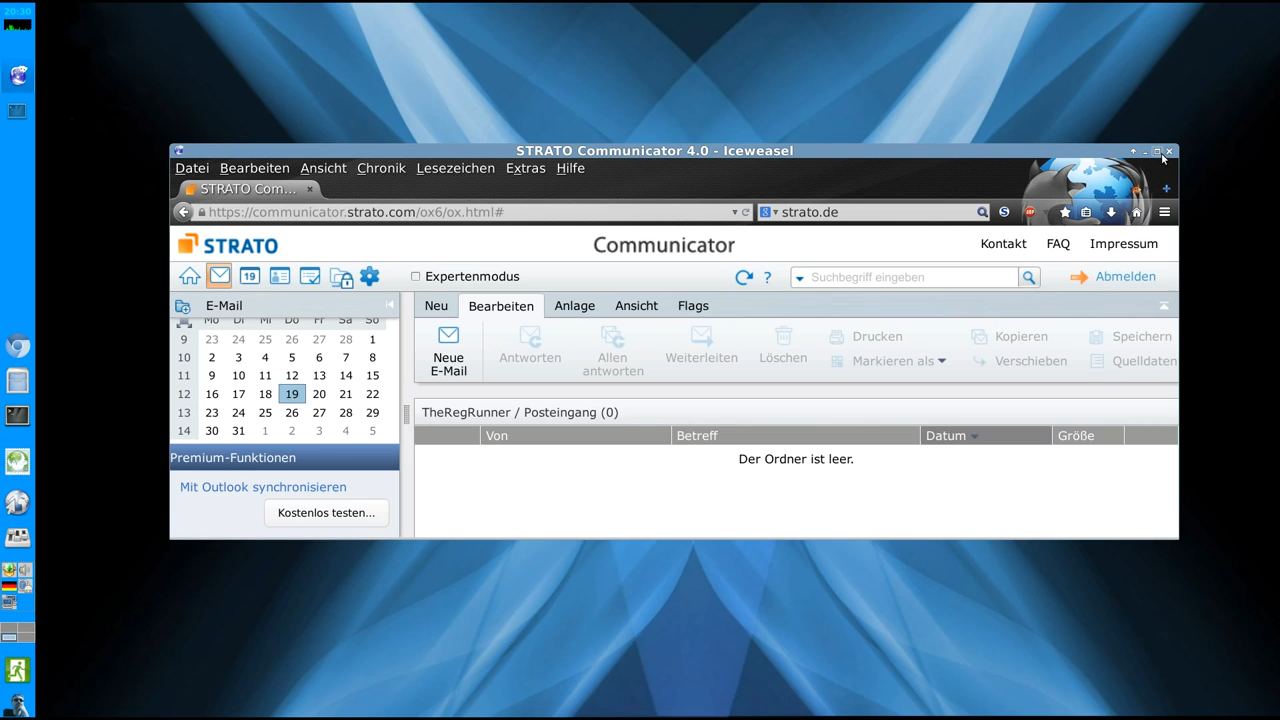 20:30
STRATO Communicator 4.0 - Iceweasel
Datei Bearbeiten Ansicht Chronik Lesezeichen Extras Hilfe
STRATO Com...
https://communicator.strato.com/ox6/ox.html#
strato.de
STRATO
Communicator
Kontakt FAQ Impressum
19
Expertenmodus
?
Suchbegriff eingeben
Abmelden
E-Mail
Mo Di Mi Do Fr Sa So
9 23 24 25 26 27 28 1
10 2 3 4 5 6 7 8
11 9 10 11 12 13 14 15
12 16 17 18 19 20 21 22
13 23 24 25 26 27 28 29
14 30 31 1 2 3 4 5
Premium-Funktionen
Mit Outlook synchronisieren
Kostenlos testen...
Neu Bearbeiten Anlage Ansicht Flags
Neue
E-Mail
Antworten
Allen
antworten
Weiterleiten
Löschen
Drucken
Markieren als
Kopieren
Verschieben
Speichern
Quelldaten
TheRegRunner / Posteingang (0)
Von Betreff Datum Größe
Der Ordner ist leer.